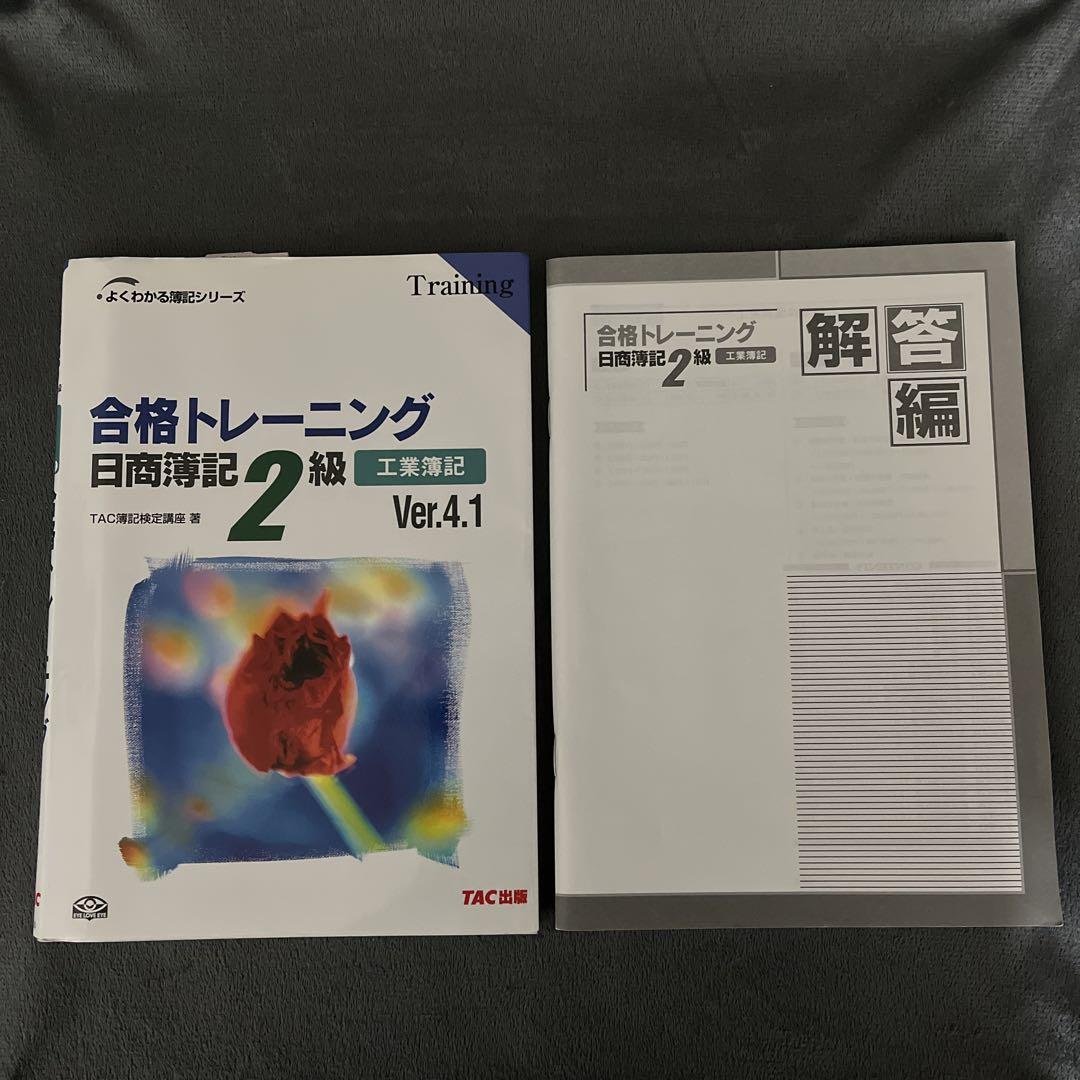 よくわかる簿記シリーズ
Training
合格トレーニング
日商簿記2級 工業簿記
Ver.4.1
TAC簿記検定講座 著
EYE LOVE EYE
TAC出版
合格トレーニング
日商簿記2級 工業簿記
解答編